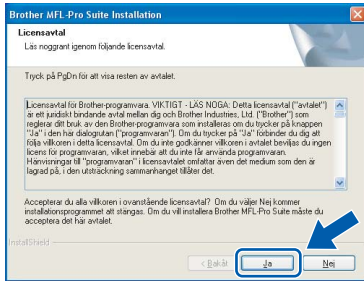 Brother MFL-Pro Suite Installation
Licensavtal
Läs noggrant igenom följande licensavtal.
Tryck på PgDn för att visa resten av avtalet.
Licensavtal för Brother-programvara. VIKTIGT - LÄS NOGA: Detta licensavtal ("avtalet")
är ett juridiskt bindande avtal mellan dig och Brother Industries, Ltd. ("Brother") som
reglerar ditt bruk av den Brother-programvara som installeras om du trycker på knappen
"Ja" i den här dialogrutan ("programvaran"). Om du trycker på "Ja" förbinder du dig att
följa villkoren i detta licensavtal. Om du inte godkänner villkoren i avtalet beviljas du ingen
licens för programvaran, vilket innebär att du inte får använda programvaran.
Hänvisningar till "programvaran" i licensavtalet omfattar även det medium som den är
lagrad på, i den utsträckning sammanhanget tillåter det.
Accepterar du alla villkoren i ovanstående licensavtal? Om du väljer Nej kommer
installationsprogrammet att stängas. Om du vill installera Brother MFL-Pro Suite måste du
acceptera det här avtalet.
InstallShield
< Bakåt
Ja
Nej